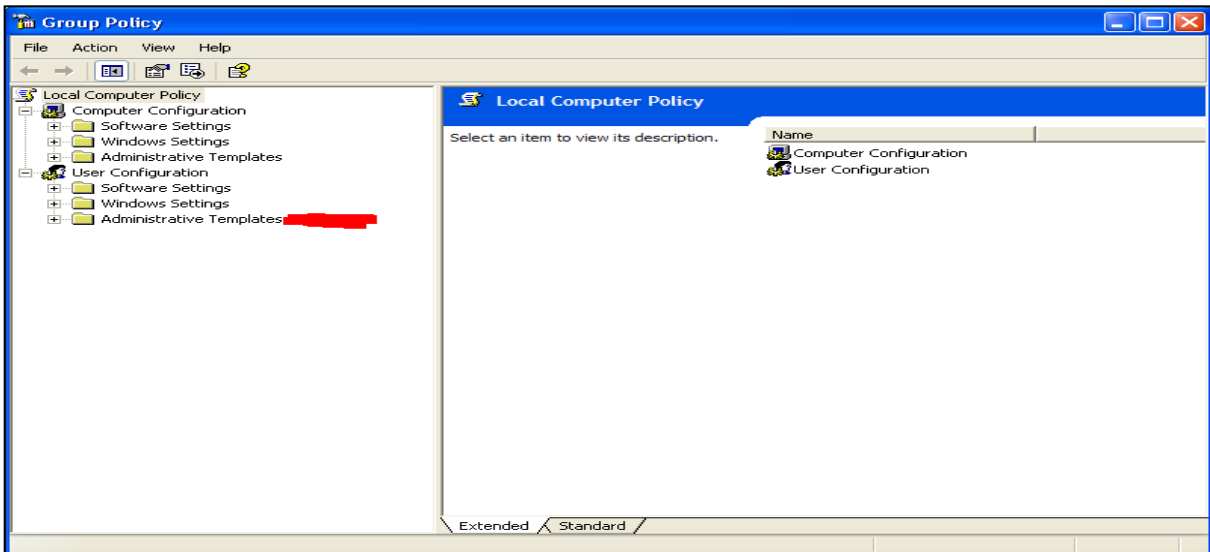 Group Policy
File Action View Help
Local Computer Policy
Computer Configuration
Software Settings
Windows Settings
Administrative Templates
User Configuration
Software Settings
Windows Settings
Administrative Templates
Local Computer Policy
Select an item to view its description.
Name
Computer Configuration
User Configuration
Extended Standard